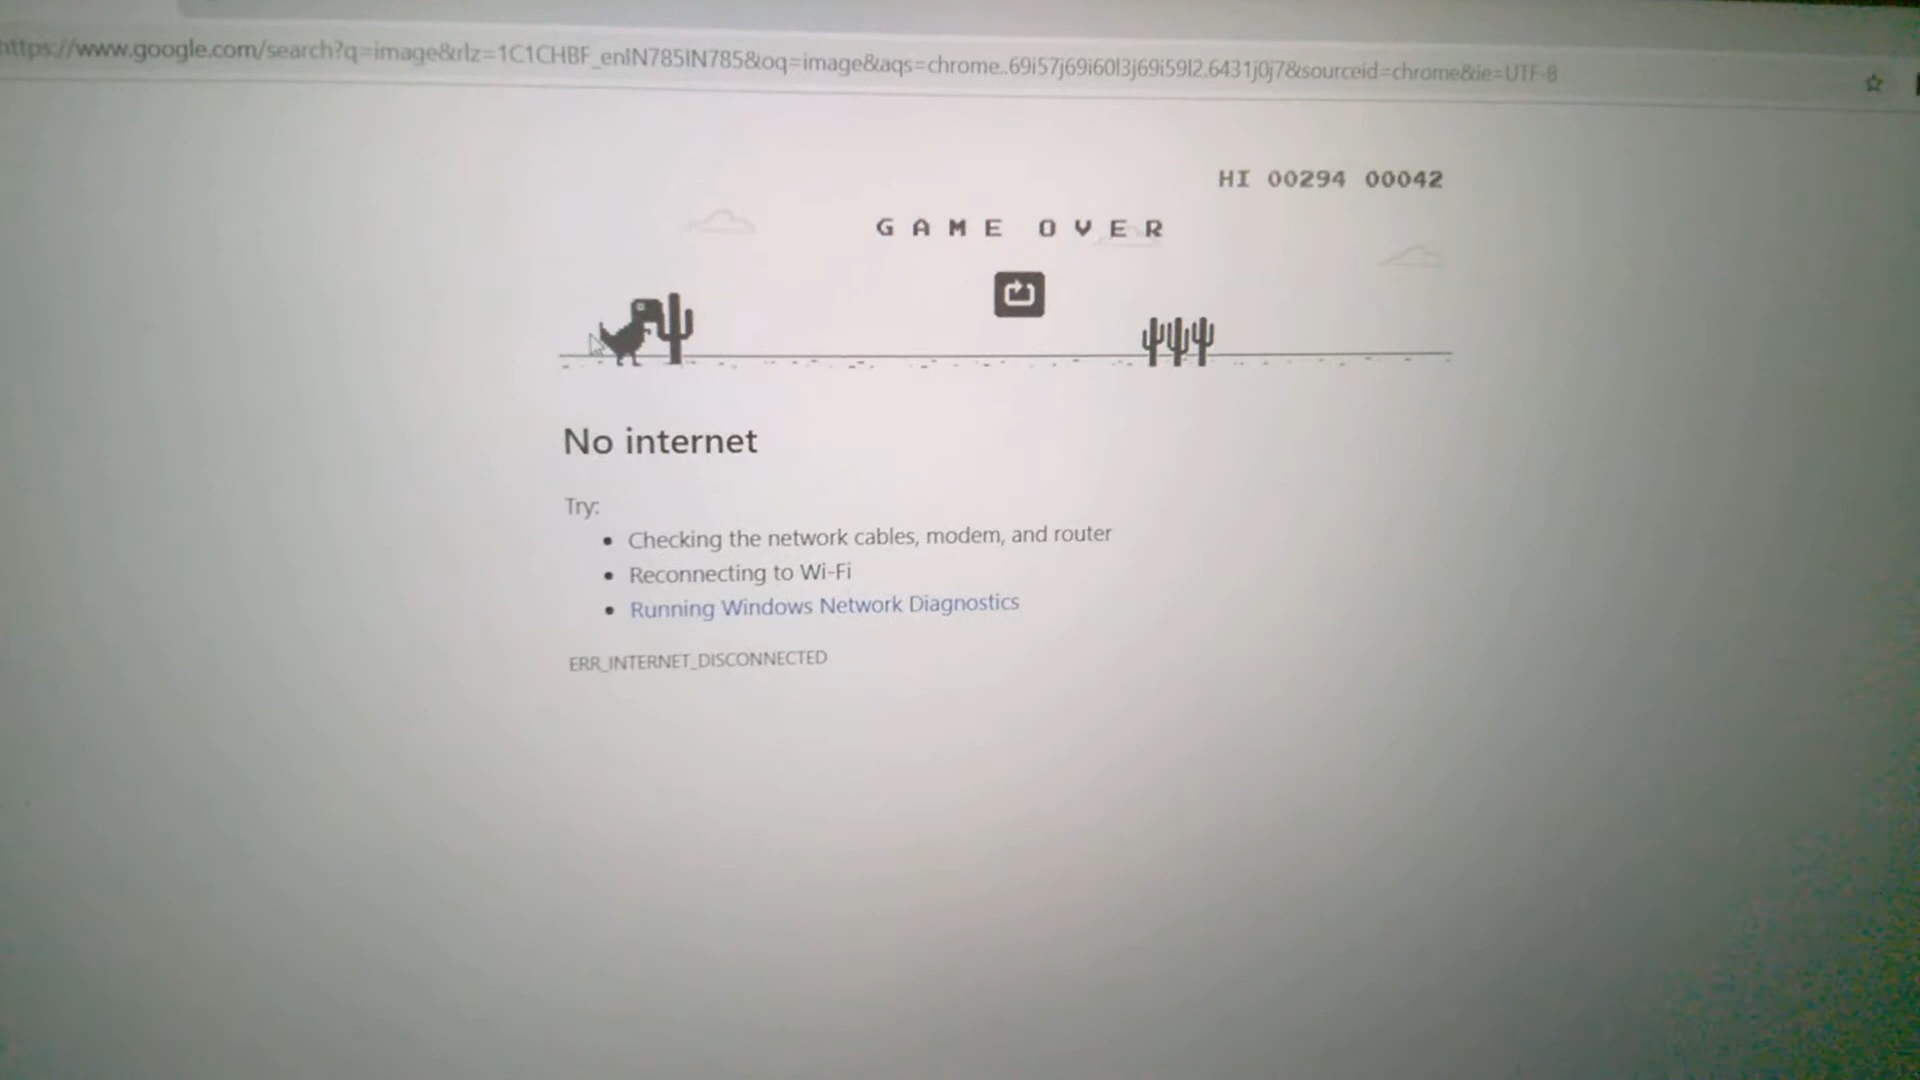 https://www.google.com/search?q=image&rlz=1C1CHBF_enIN785IN785&oq=image&aqs=chrome..69i57j69i60l3j69i59l2.6431j0j7&sourceid=chrome&ie=UTF-8
HI 00294 00042
GAME OVER
No internet
Try:
Checking the network cables, modem, and router
Reconnecting to Wi-Fi
Running Windows Network Diagnostics
ERR_INTERNET_DISCONNECTED